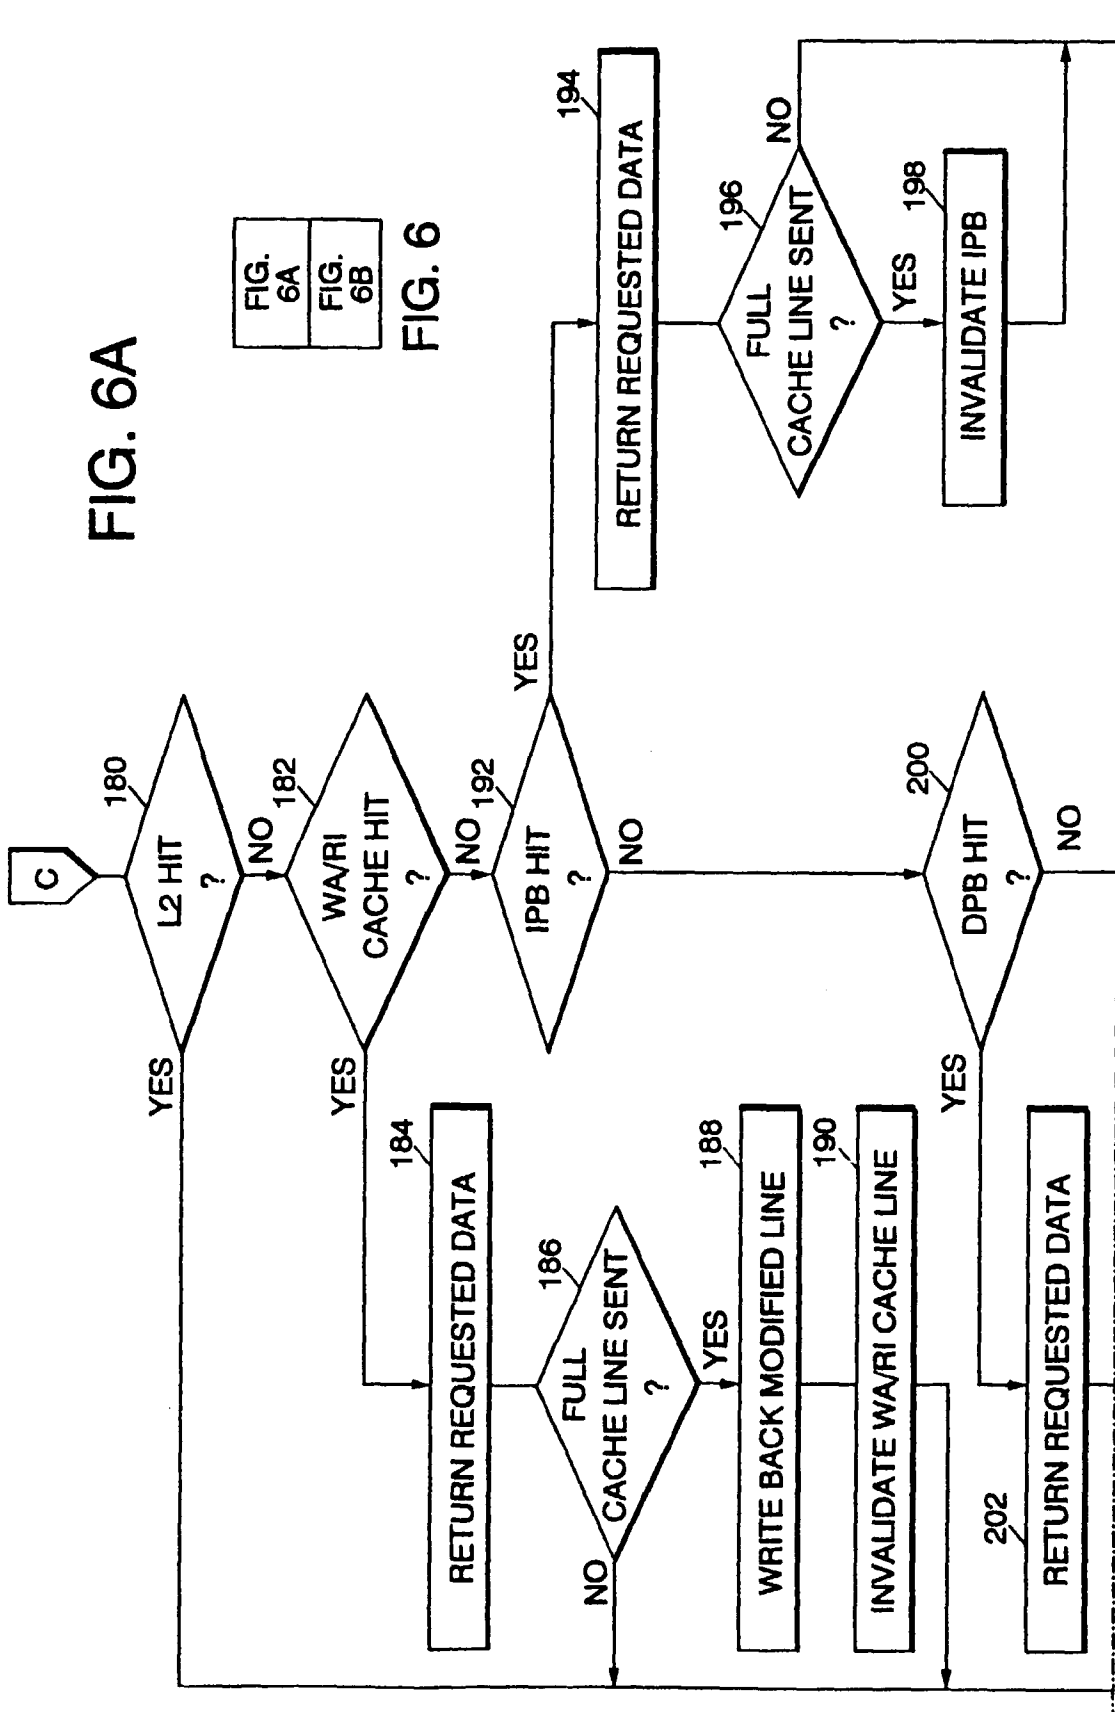 FIG. 6A
FIG.
6A
FIG.
6B
FIG. 6
C
180
L2 HIT
?
YES
NO
182
WA/RI
CACHE HIT
?
YES
NO
184
RETURN REQUESTED DATA
186
FULL
CACHE LINE SENT
?
NO
YES
188
WRITE BACK MODIFIED LINE
190
INVALIDATE WA/RI CACHE LINE
192
IPB HIT
?
YES
NO
194
RETURN REQUESTED DATA
196
FULL
CACHE LINE SENT
?
NO
YES
198
INVALIDATE IPB
200
DPB HIT
?
YES
NO
202
RETURN REQUESTED DATA